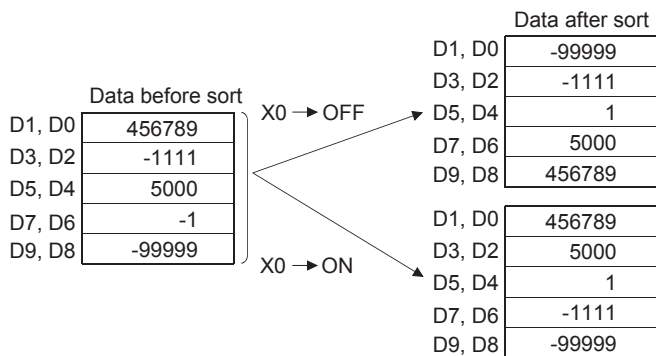 Data before sort
D1, D0 456789
D3, D2 -1111
D5, D4 5000
D7, D6 -1
D9, D8 -99999
X0 → OFF
X0 → ON
Data after sort
D1, D0 -99999
D3, D2 -1111
D5, D4 1
D7, D6 5000
D9, D8 456789
D1, D0 456789
D3, D2 5000
D5, D4 1
D7, D6 -1111
D9, D8 -99999